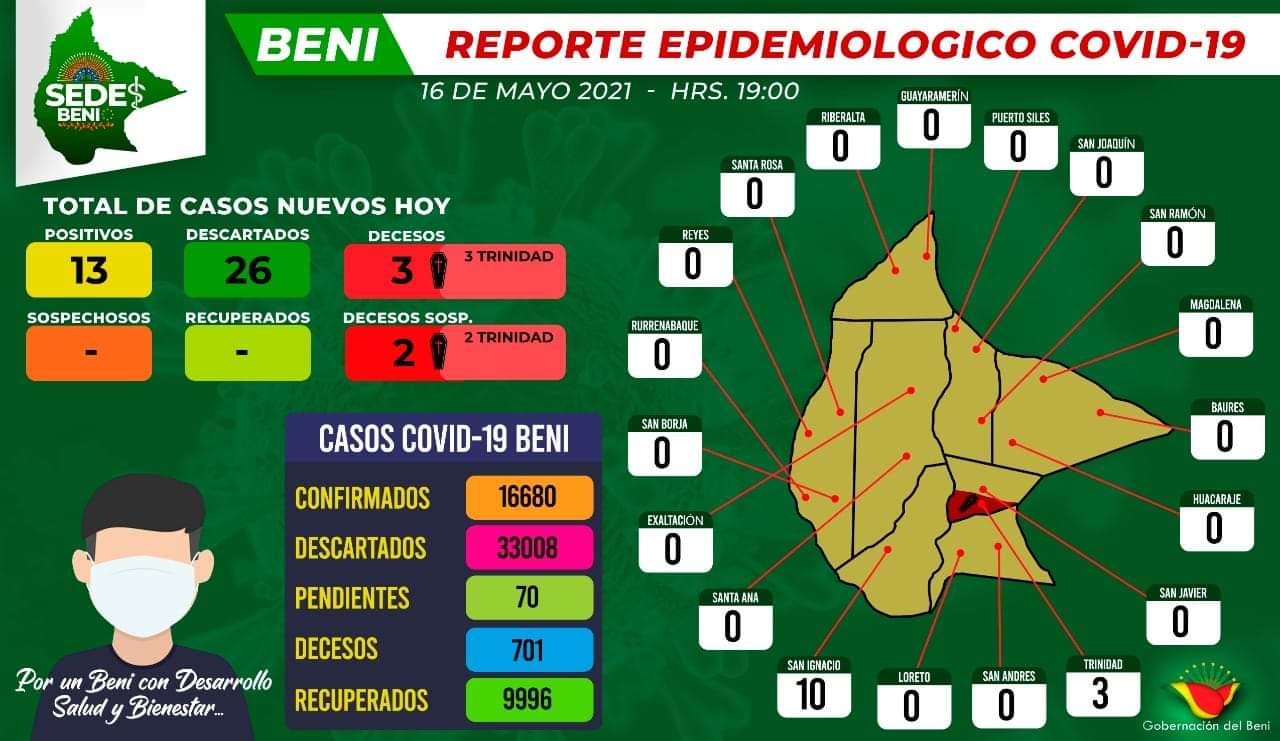 SEDES
BENI
BENI
REPORTE EPIDEMIOLOGICO COVID-19
16 DE MAYO 2021 - HRS. 19:00
TOTAL DE CASOS NUEVOS HOY
POSITIVOS
13
DESCARTADOS
26
DECESOS
3
3 TRINIDAD
SOSPECHOSOS
-
RECUPERADOS
-
DECESOS SOSP.
2
2 TRINIDAD
CASOS COVID-19 BENI
CONFIRMADOS 16680
DESCARTADOS 33008
PENDIENTES 70
DECESOS 701
RECUPERADOS 9996
Por un Beni con Desarrollo
Salud y Bienestar...
GUAYARAMERÍN
0
RIBERALTA
0
PUERTO SILES
0
SAN JOAQUÍN
0
SANTA ROSA
0
SAN RAMÓN
0
REYES
0
MAGDALENA
0
RURRENABAQUE
0
BAURES
0
SAN BORJA
0
HUACARAJE
0
EXALTACIÓN
0
SANTA ANA
0
SAN JAVIER
0
SAN IGNACIO
10
LORETO
0
SAN ANDRES
0
TRINIDAD
3
Gobernación del Beni